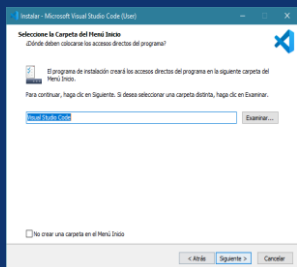 Instalar - Microsoft Visual Studio Code (User)
Seleccione la Carpeta del Menú Inicio
¿Dónde deben colocarse los accesos directos del programa?
El programa de instalación creará los accesos directos del programa en la siguiente carpeta del
Menú Inicio.
Para continuar, haga clic en Siguiente. Si desea seleccionar una carpeta distinta, haga clic en Examinar.
Visual Studio Code
Examinar...
No crear una carpeta en el Menú Inicio
< Atrás
Siguiente >
Cancelar